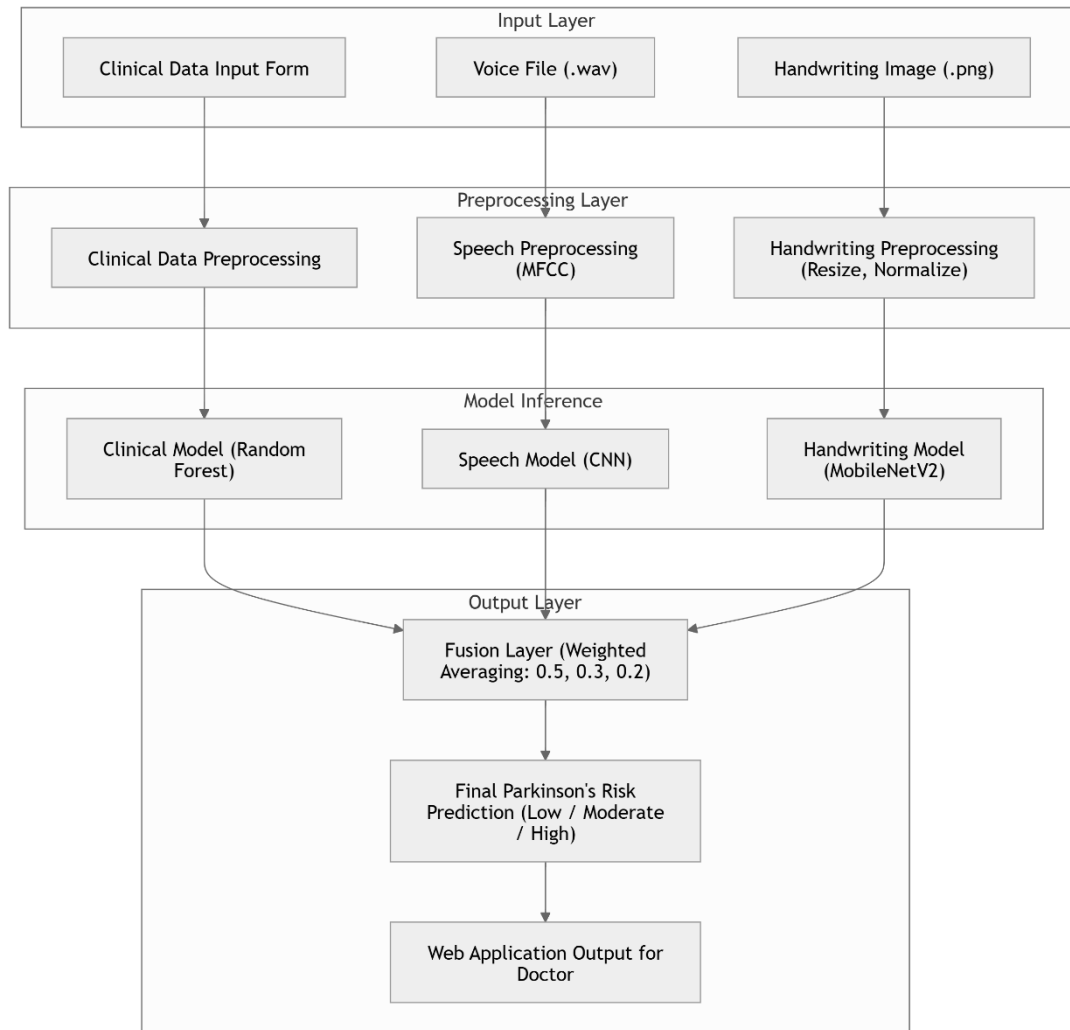 Input Layer
Clinical Data Input Form
Voice File (.wav)
Handwriting Image (.png)
Preprocessing Layer
Clinical Data Preprocessing
Speech Preprocessing
(MFCC)
Handwriting Preprocessing
(Resize, Normalize)
Model Inference
Clinical Model (Random
Forest)
Speech Model (CNN)
Handwriting Model
(MobileNetV2)
Output Layer
Fusion Layer (Weighted
Averaging: 0.5, 0.3, 0.2)
Final Parkinson's Risk
Prediction (Low / Moderate
/ High)
Web Application Output for
Doctor